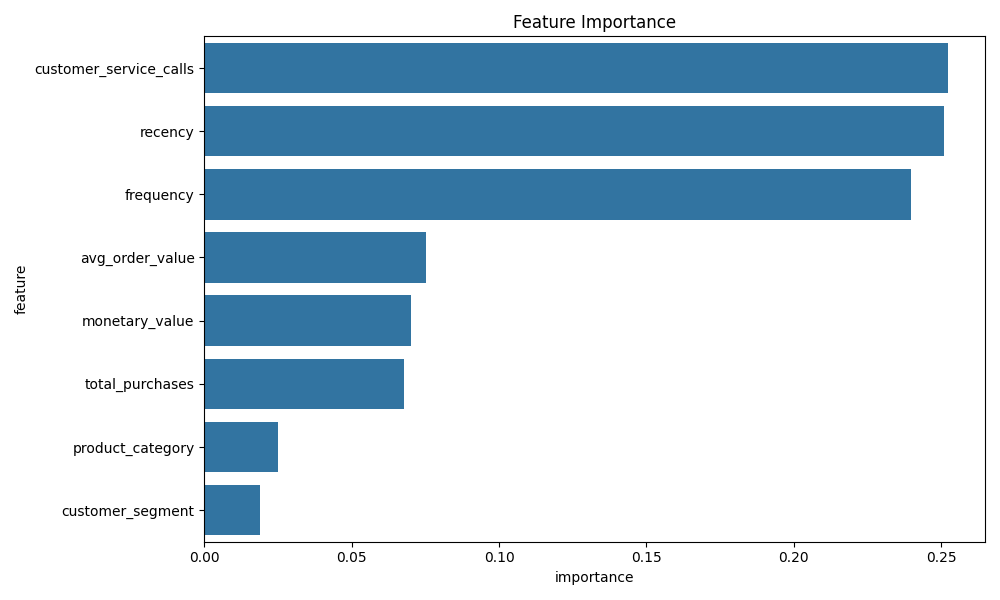 Feature Importance
customer_service_calls
recency
frequency
avg_order_value
monetary_value
total_purchases
product_category
customer_segment
feature
0.00 0.05 0.10 0.15 0.20 0.25
importance